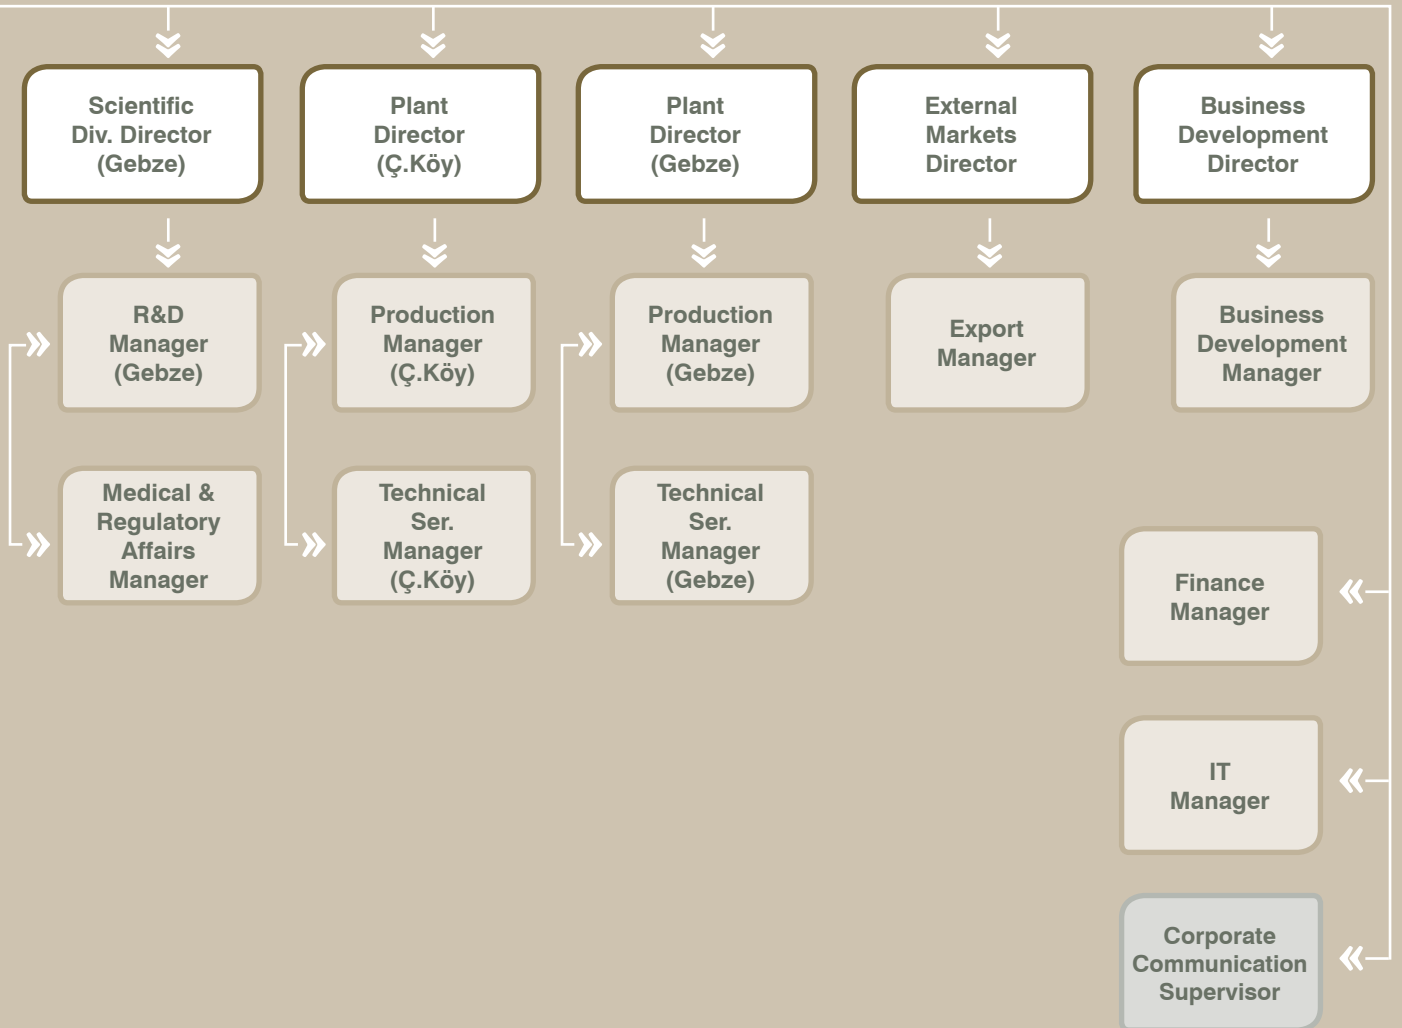 Scientific
Div. Director
(Gebze)
Plant
Director
(Ç.Köy)
Plant
Director
(Gebze)
External
Markets
Director
Business
Development
Director
R&D
Manager
(Gebze)
Production
Manager
(Ç.Köy)
Production
Manager
(Gebze)
Export
Manager
Business
Development
Manager
Medical &
Regulatory
Affairs
Manager
Technical
Ser.
Manager
(Ç.Köy)
Technical
Ser.
Manager
(Gebze)
Finance
Manager
IT
Manager
Corporate
Communication
Supervisor